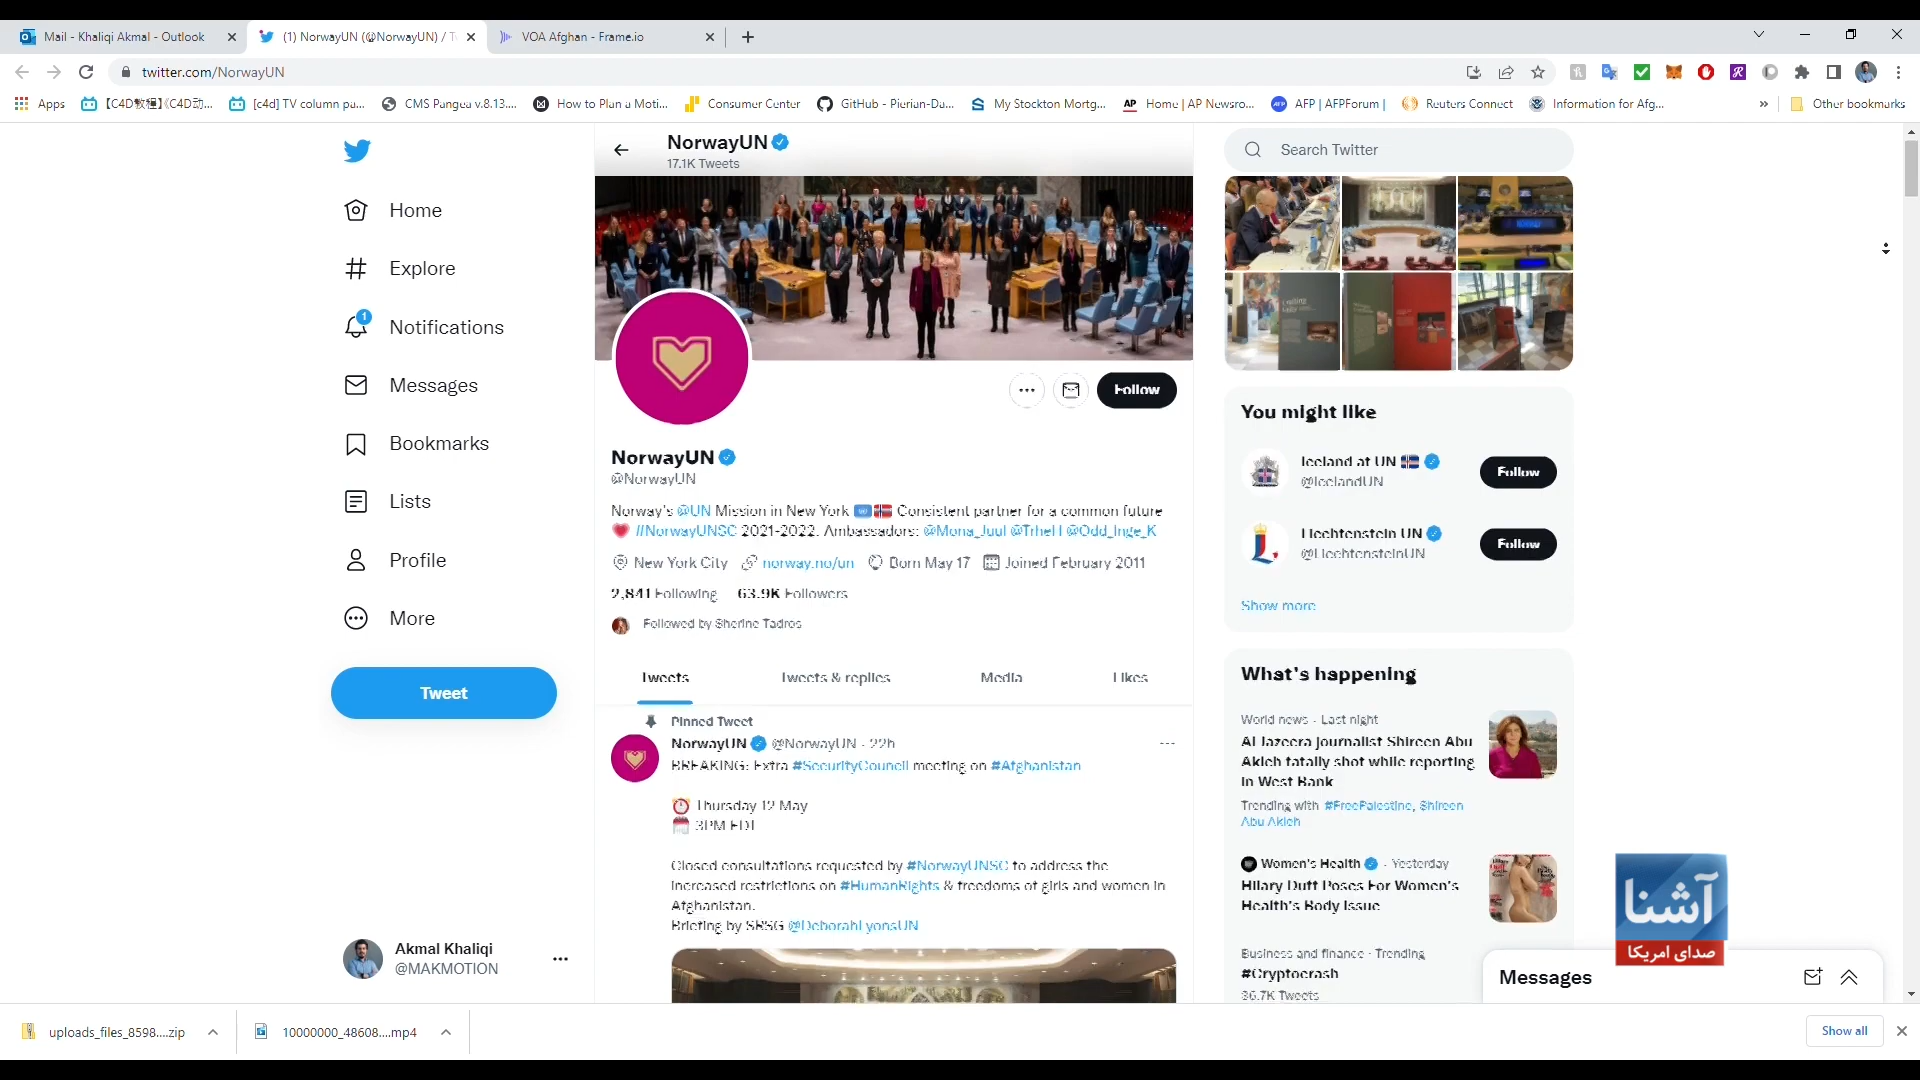 Mail - Khaliqi Akmal - Outlook
(1) NorwayUN (@NorwayUN) / Tw
VOA Afghan - Frame.io
twitter.com/NorwayUN
Apps
[c4d] TV column pa...
CMS Pangea v.8.13....
How to Plan a Moti...
Consumer Center
GitHub - Pierian-Da...
My Stockton Mortg...
Home | AP Newsro...
AFP | AFPForum |
Reuters Connect
Information for Afg...
Other bookmarks
NorwayUN
17.1K Tweets
Search Twitter
Home
Explore
1
Notifications
Messages
Bookmarks
Lists
Profile
More
Tweet
Akmal Khaliqi
@MAKMOTION
Follow
NorwayUN
@NorwayUN
Norway's @UN Mission in New York 🇺🇳🇳🇴 Consistent partner for a common future
#NorwayUNSC 2021-2022. Ambassadors: @Mona_Juul @TrineH @Odd_Inge_K
New York City norway.no/un Born May 17 Joined February 2011
2,841 Following 63.9K Followers
Followed by Sherine Tadros
Tweets Tweets & replies Media Likes
Pinned Tweet
NorwayUN @NorwayUN · 22h
BREAKING: Extra #SecurityCouncil meeting on #Afghanistan
⏰ Thursday 12 May
3PM EDT
Closed consultations requested by #NorwayUNSC to address the
increased restrictions on #HumanRights & freedoms of girls and women in
Afghanistan.
Briefing by SRSG @DeborahLyonsUN
You might like
Iceland at UN 🇮🇸
@IcelandUN
Follow
Liechtenstein UN
@LiechtensteinUN
Follow
Show more
What's happening
World news · Last night
Al Jazeera journalist Shireen Abu
Akleh fatally shot while reporting
in West Bank
Trending with #FreePalestine, Shireen
Abu Akleh
Women's Health · Yesterday
Hilary Duff Poses For Women's
Health's Body Issue
Business and finance · Trending
#Cryptocrash
36.7K Tweets
آشنا
صدای امریکا
Messages
uploads_files_8598....zip
10000000_48608....mp4
Show all